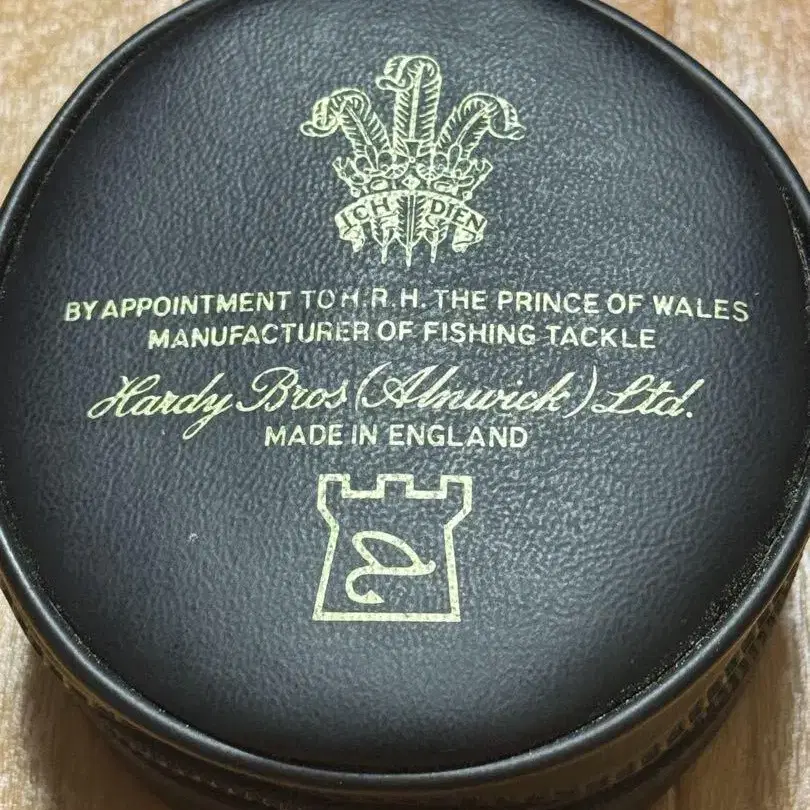 ICH DIEN
BY APPOINTMENT TO H.R.H. THE PRINCE OF WALES
MANUFACTURER OF FISHING TACKLE
Hardy Bros (Alnwick) Ltd.
MADE IN ENGLAND